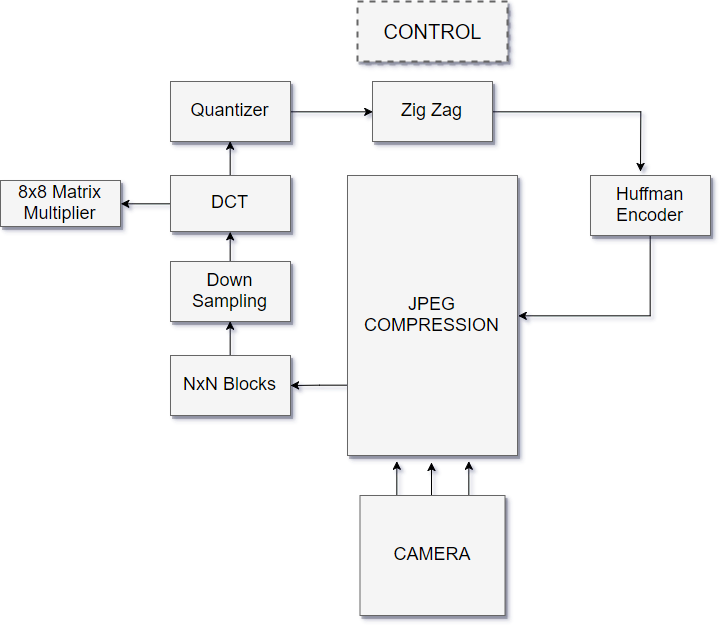 CONTROL
Quantizer
Zig Zag
8x8 Matrix
Multiplier
DCT
Huffman
Encoder
Down
Sampling
JPEG
COMPRESSION
NxN Blocks
CAMERA